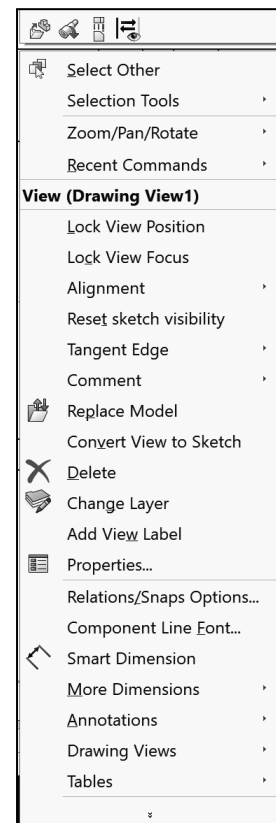 Select Other
Selection Tools
Zoom/Pan/Rotate
Recent Commands
View (Drawing View1)
Lock View Position
Lock View Focus
Alignment
Reset sketch visibility
Tangent Edge
Comment
Replace Model
Convert View to Sketch
Delete
Change Layer
Add View Label
Properties...
Relations/Snaps Options...
Component Line Font...
Smart Dimension
More Dimensions
Annotations
Drawing Views
Tables